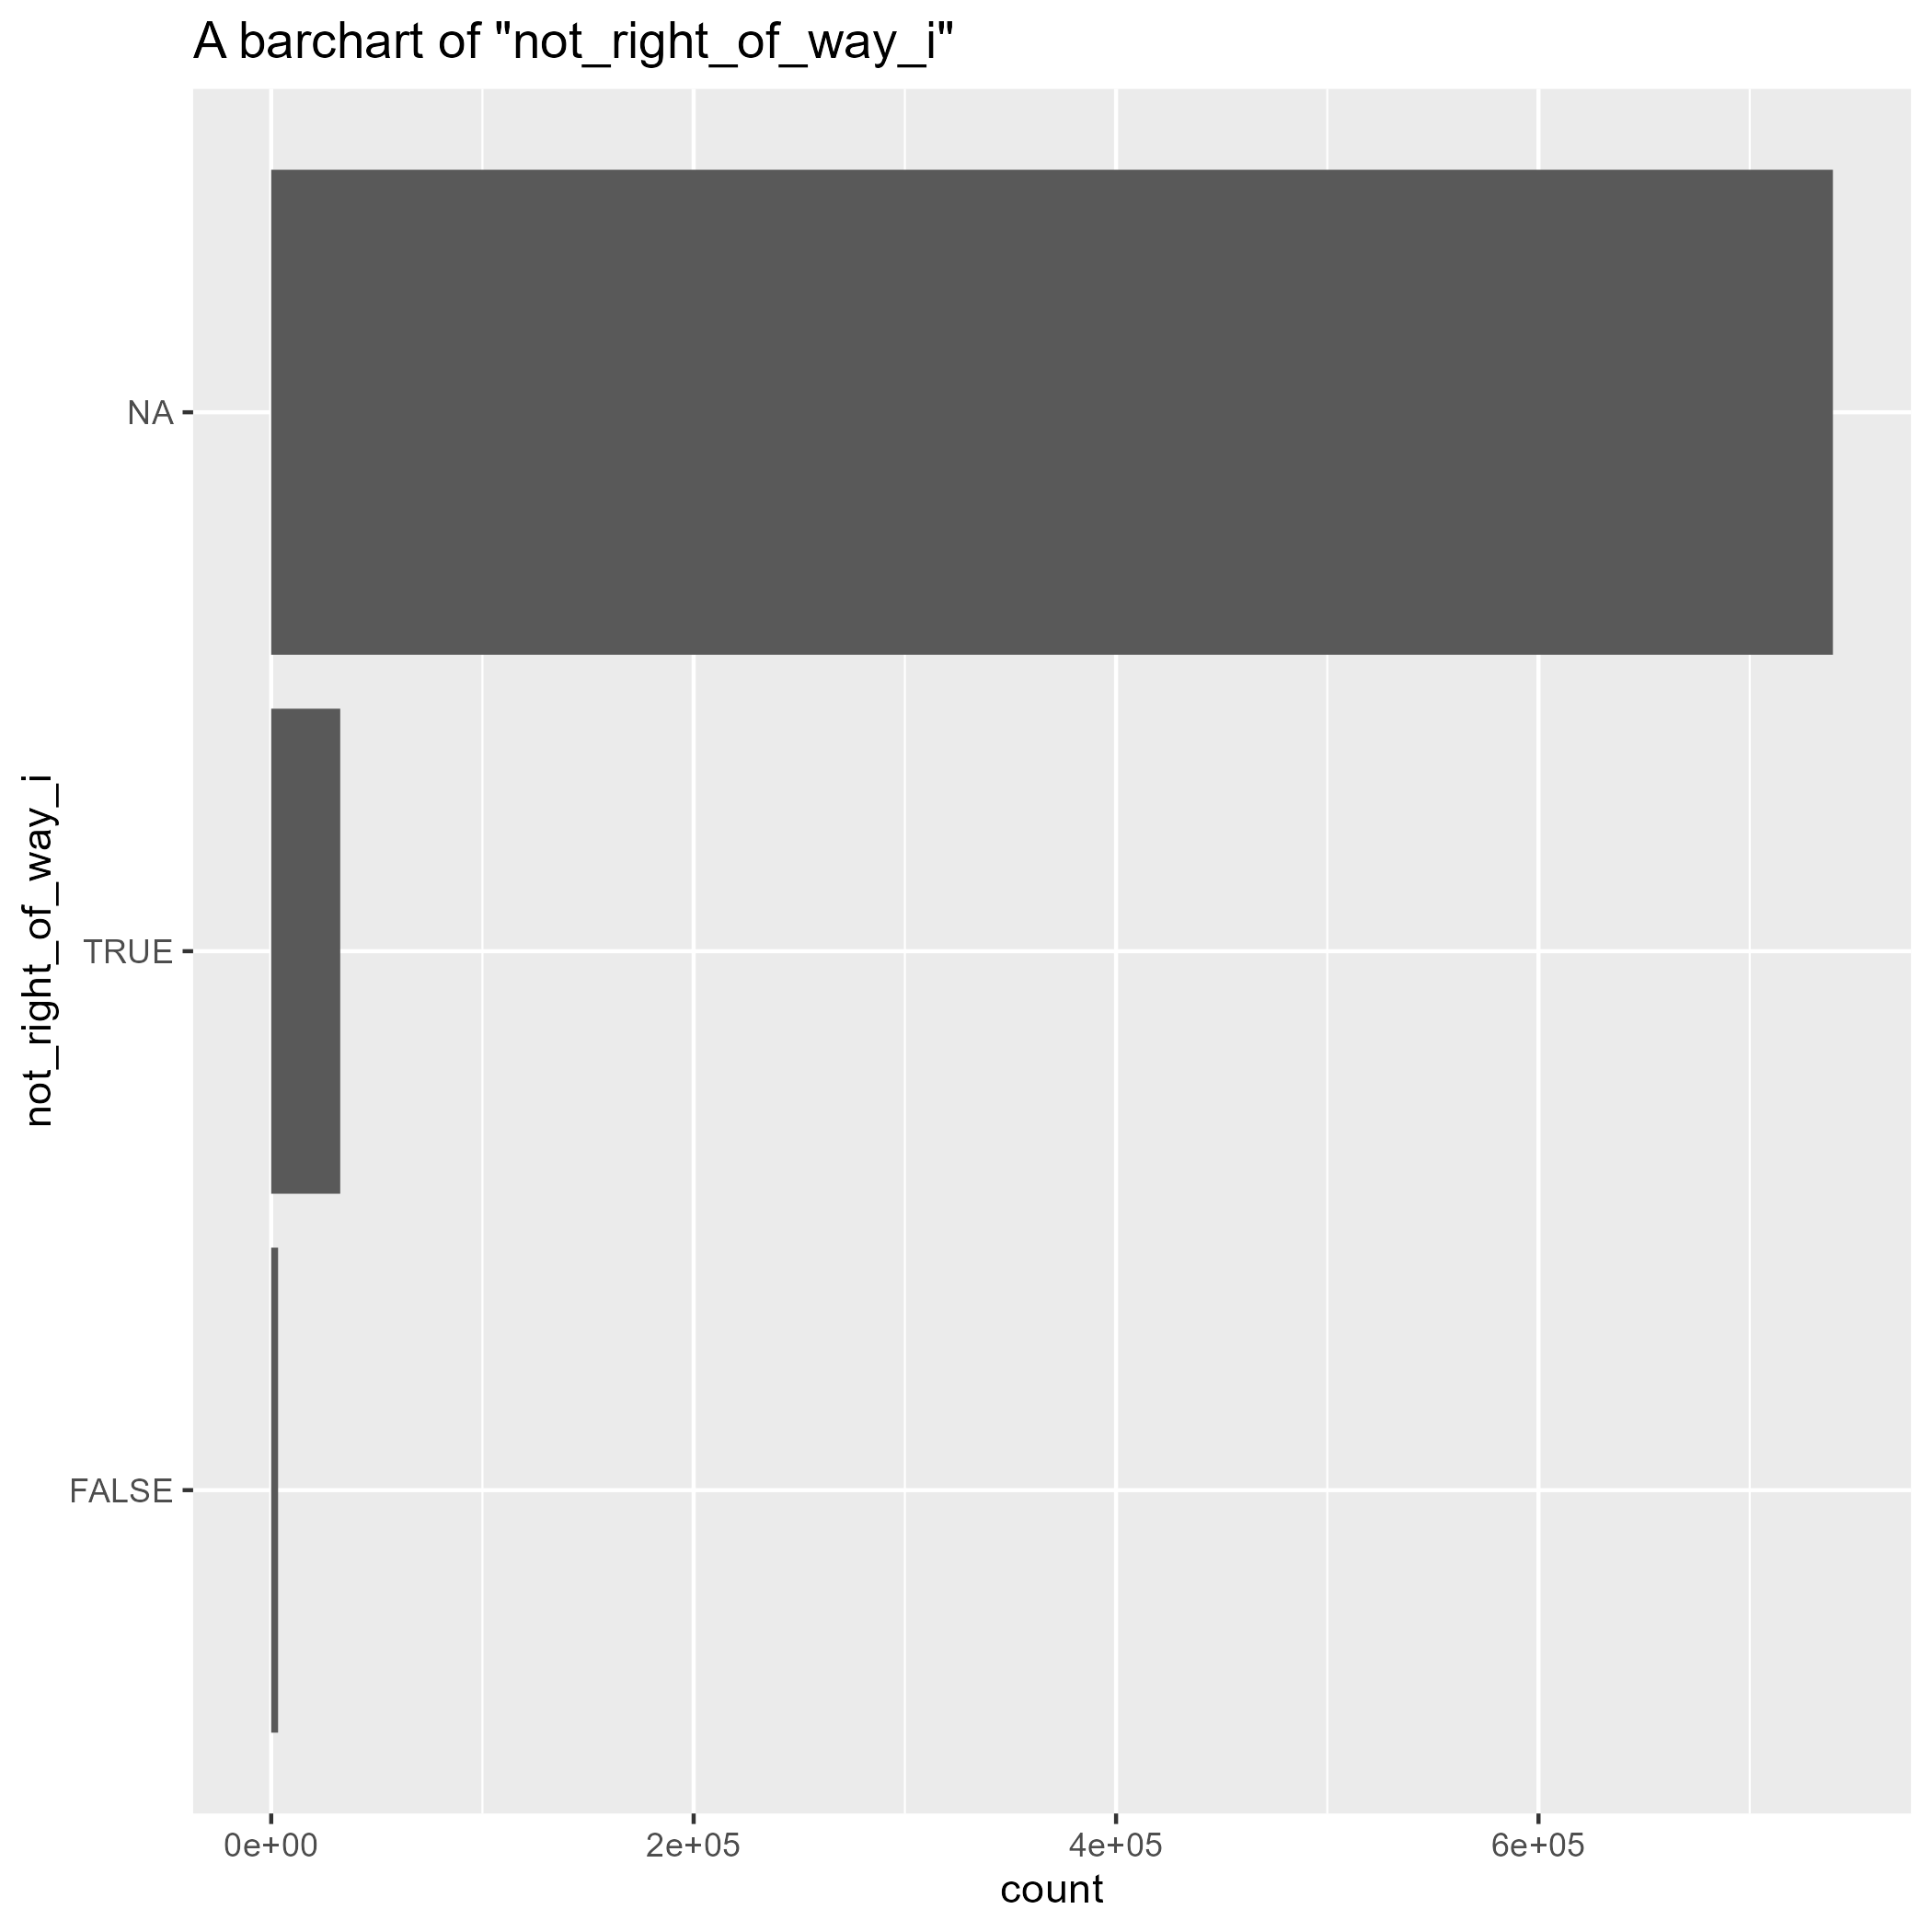 A barchart of "not_right_of_way_i"
not_right_of_way_i
NA
TRUE
FALSE
0e+00 2e+05 4e+05 6e+05
count